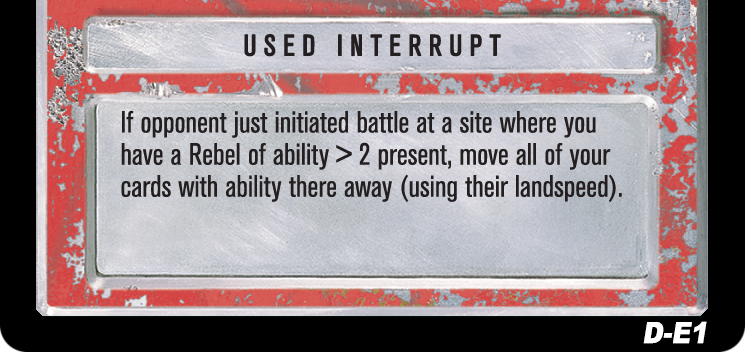 USED INTERRUPT
If opponent just initiated battle at a site where you
have a Rebel of ability > 2 present, move all of your
cards with ability there away (using their landspeed).
D-E1